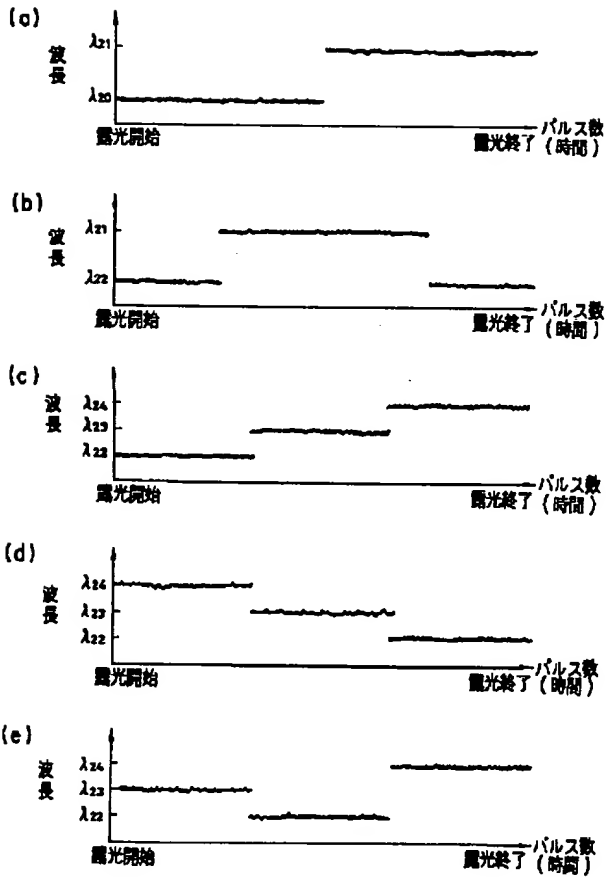 (a)
λ21
波長
λ20
パルス数
露光開始
露光終了 (時間)
(b)
λ21
波長
λ22
パルス数
露光開始
露光終了 (時間)
(c)
λ24
波長
λ22
パルス数
露光開始
露光終了 (時間)
(d)
λ24
波長
λ23
λ22
パルス数
露光開始
露光終了 (時間)
(e)
λ24
波長
λ23
λ22
パルス数
露光開始
露光終了 (時間)